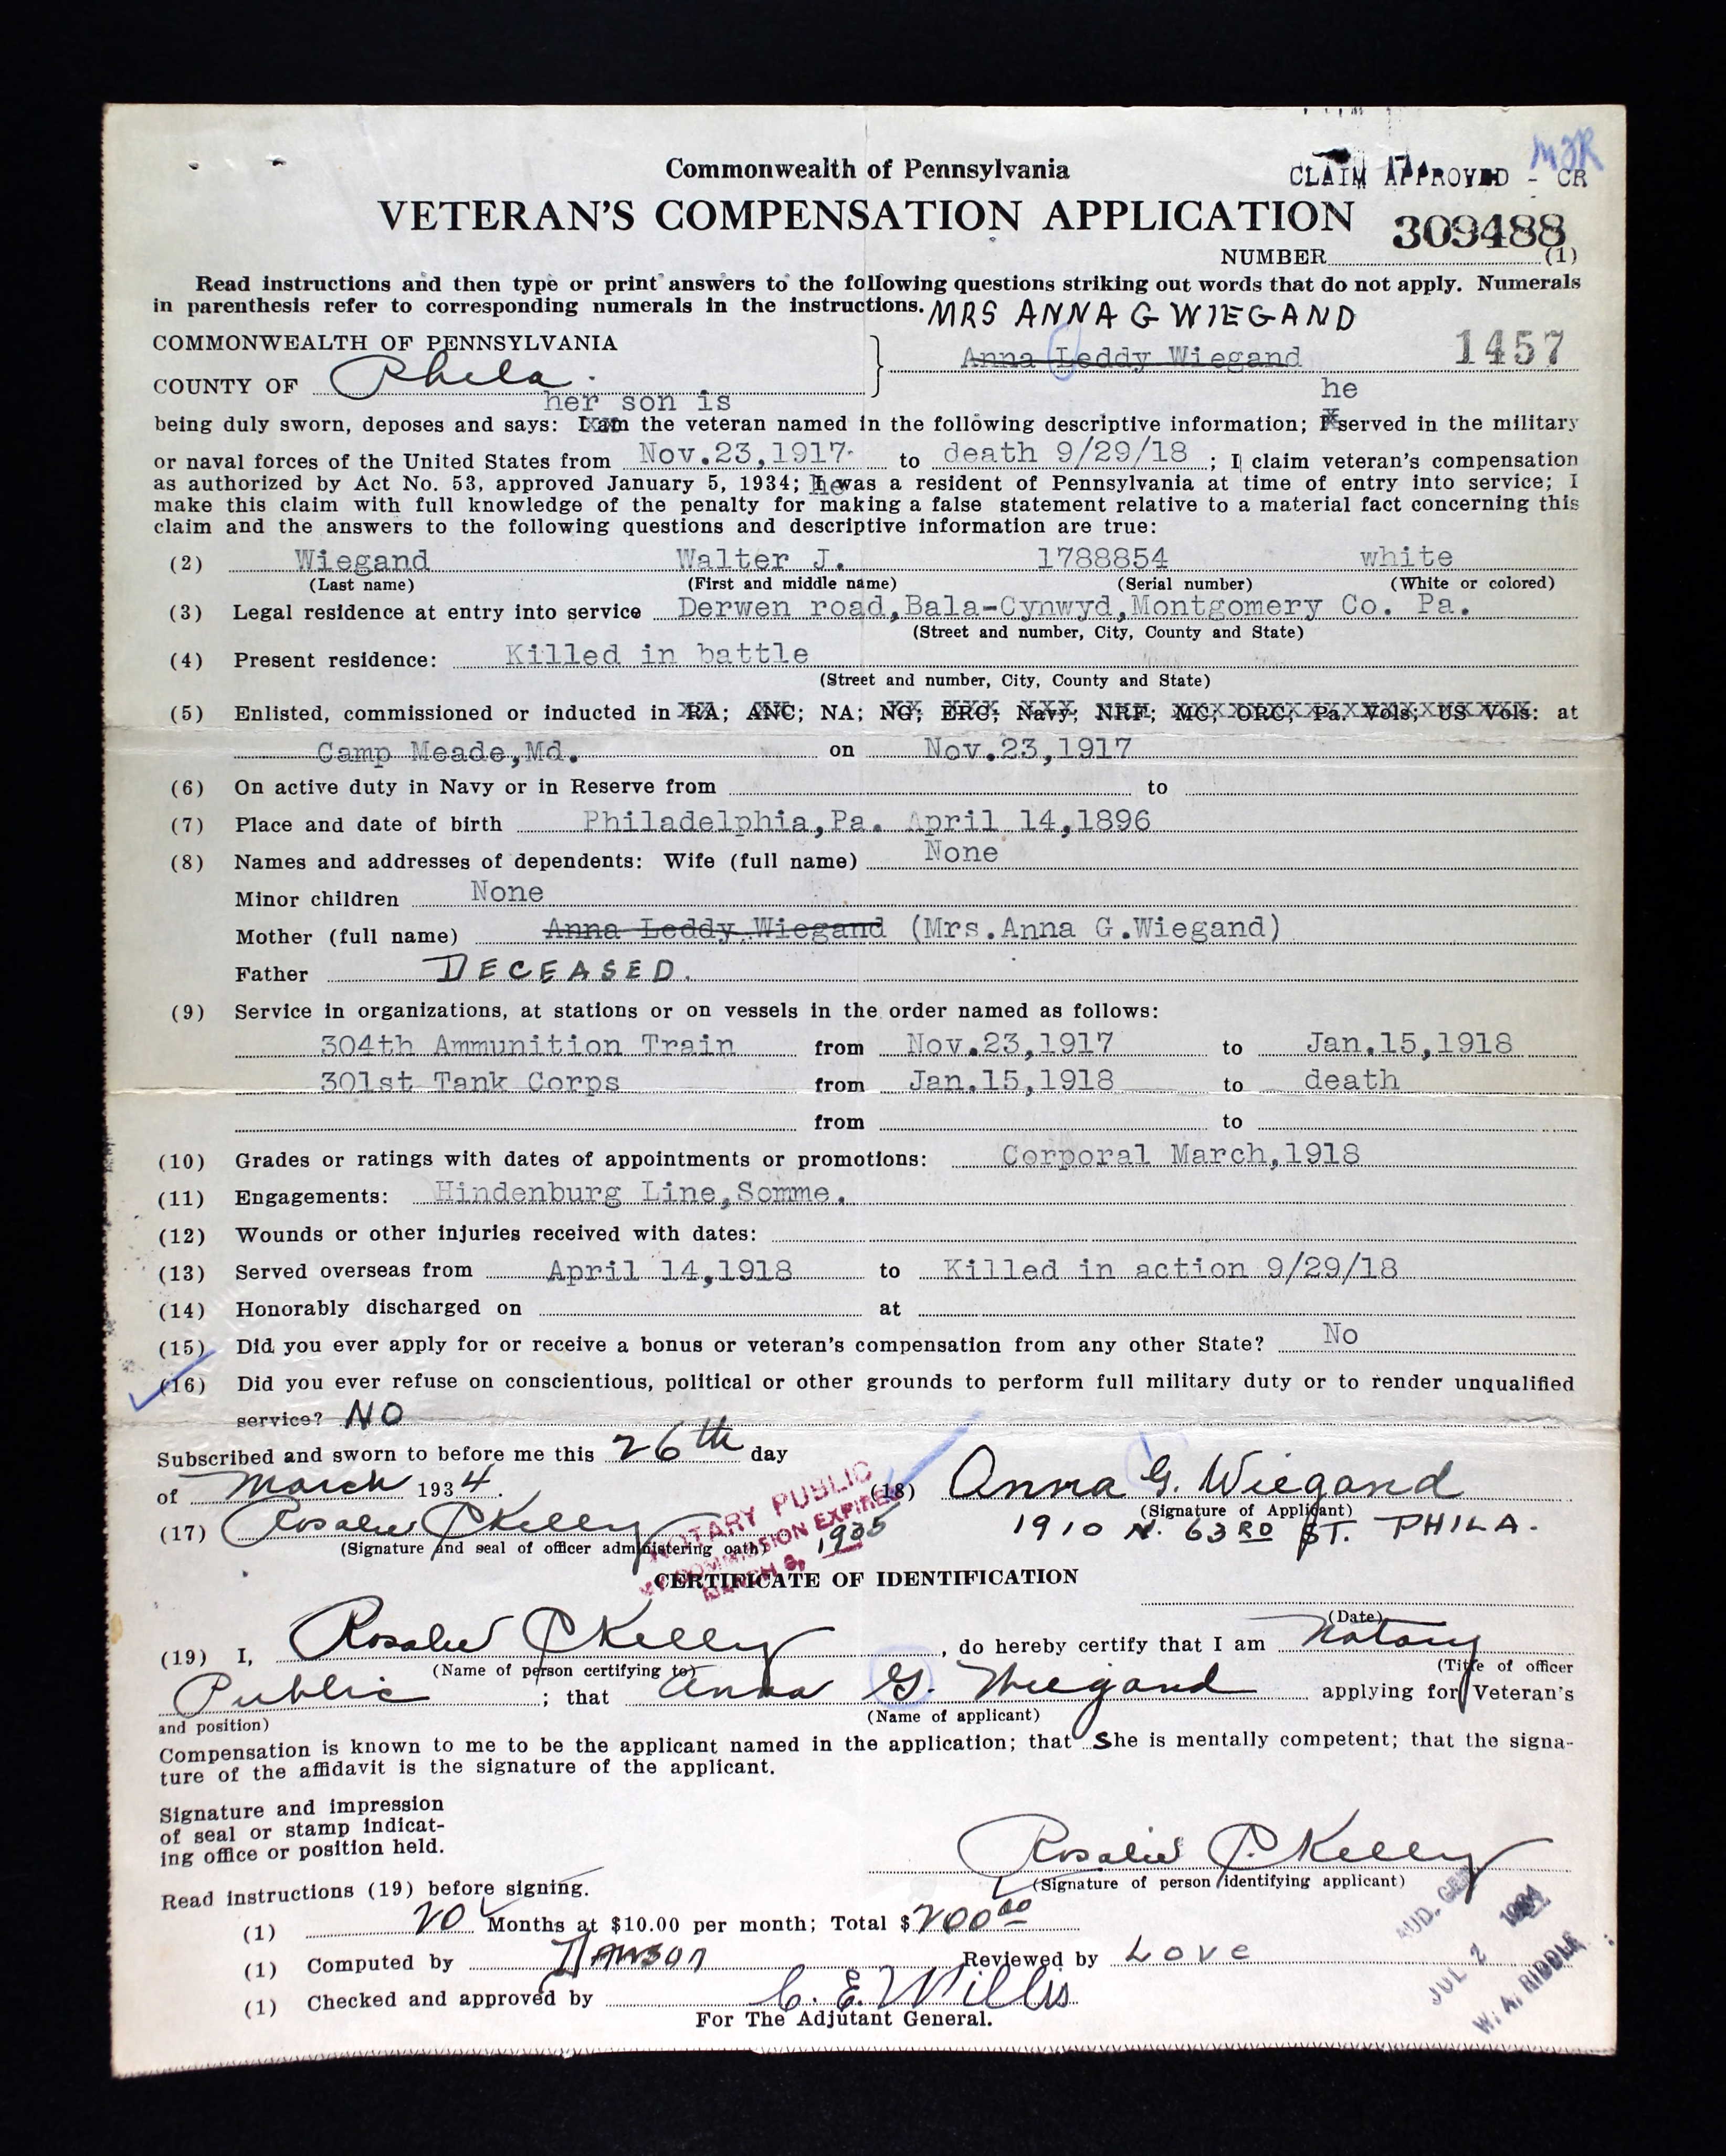 Commonwealth of Pennsylvania
CLAIM APPROVED - CR
MJR
VETERAN'S COMPENSATION APPLICATION
309488
NUMBER (1)
Read instructions and then type or print answers to the following questions striking out words that do not apply. Numerals
in parenthesis refer to corresponding numerals in the instructions. MRS ANNA G WIEGAND
COMMONWEALTH OF PENNSYLVANIA
Anna Leddy Wiegand 1457
COUNTY OF Phila.
her son is he
being duly sworn, deposes and says: I am the veteran named in the following descriptive information; I served in the military
or naval forces of the United States from Nov.23,1917. to death 9/29/18 ; I claim veteran's compensation
as authorized by Act No. 53, approved January 5, 1934; he was a resident of Pennsylvania at time of entry into service; I
make this claim with full knowledge of the penalty for making a false statement relative to a material fact concerning this
claim and the answers to the following questions and descriptive information are true:
(2) Wiegand Walter J. 1788854 white
(Last name) (First and middle name) (Serial number) (White or colored)
(3) Legal residence at entry into service Derwen road,Bala-Cynwyd,Montgomery Co. Pa.
(Street and number, City, County and State)
(4) Present residence: Killed in battle
(Street and number, City, County and State)
(5) Enlisted, commissioned or inducted in RA; ANC; NA; NG; ERC; Navy; NRF; MC; ORC; Pa. Vols; US Vols: at
Camp Meade,Md. on Nov.23,1917
(6) On active duty in Navy or in Reserve from to
(7) Place and date of birth Philadelphia,Pa. April 14,1896
(8) Names and addresses of dependents: Wife (full name) None
Minor children None
Mother (full name) Anna Leddy Wiegand (Mrs.Anna G.Wiegand)
Father DECEASED.
(9) Service in organizations, at stations or on vessels in the order named as follows:
304th Ammunition Train from Nov.23,1917 to Jan.15,1918
301st Tank Corps from Jan.15,1918 to death
from to
(10) Grades or ratings with dates of appointments or promotions: Corporal March,1918
(11) Engagements: Hindenburg Line,Somme.
(12) Wounds or other injuries received with dates:
(13) Served overseas from April 14,1918 to Killed in action 9/29/18
(14) Honorably discharged on at
(15) Did you ever apply for or receive a bonus or veteran's compensation from any other State? No
(16) Did you ever refuse on conscientious, political or other grounds to perform full military duty or to render unqualified
service? NO
Subscribed and sworn to before me this 26th day
of March 1934.
(18) Anna G. Wiegand
(Signature of Applicant)
(17) Rosalie P Kelly
(Signature and seal of officer administering oath)
NOTARY PUBLIC
MY COMMISSION EXPIRES
MARCH 9, 1935
1910 N. 63RD ST. PHILA.
CERTIFICATE OF IDENTIFICATION
(Date)
(19) I, Rosalie P Kelly , do hereby certify that I am Notary
(Name of person certifying to) (Title of officer
Public ; that Anna G. Wiegand applying for Veteran's
and position) (Name of applicant)
Compensation is known to me to be the applicant named in the application; that She is mentally competent; that the signa-
ture of the affidavit is the signature of the applicant.
Signature and impression
of seal or stamp indicat-
ing office or position held.
Rosalie P. Kelly
(Signature of person identifying applicant)
Read instructions (19) before signing.
(1) 20 Months at $10.00 per month; Total $ 200 00
(1) Computed by Reviewed by Love
(1) Checked and approved by C. E. Willis
For The Adjutant General.
AUD. GEN
JUL 2 1934
W. A. RIDDLE